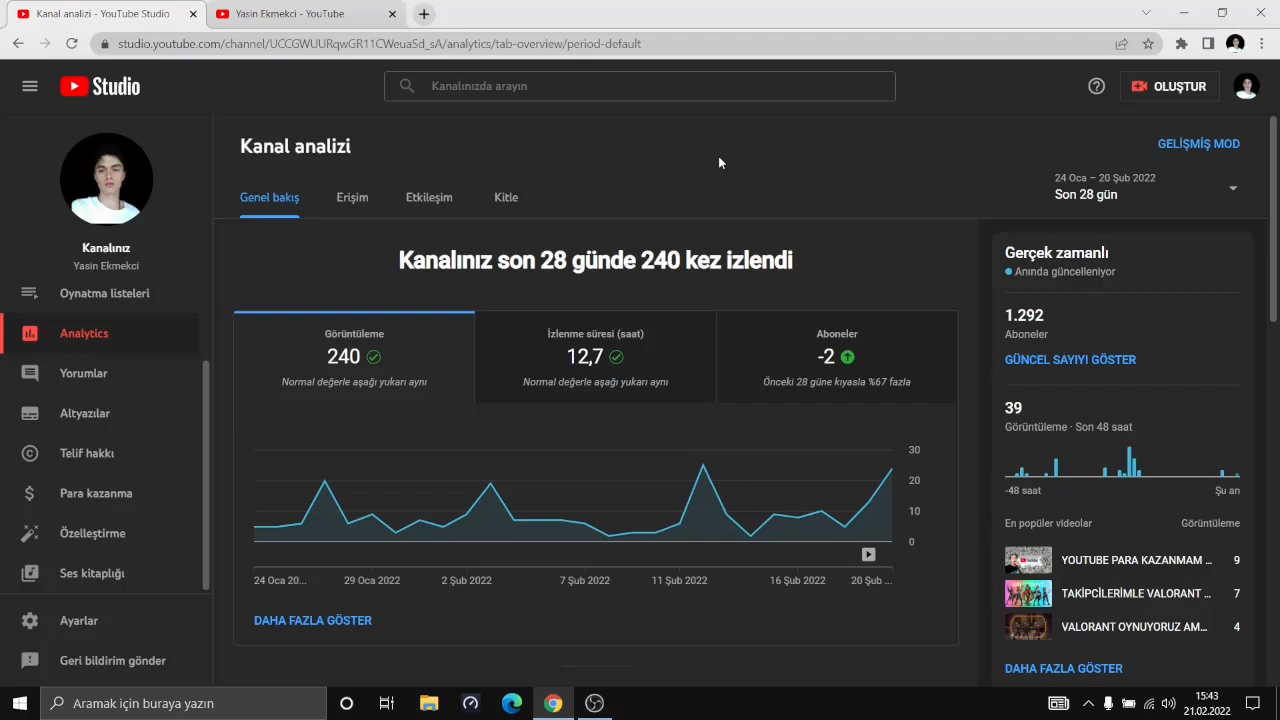 Kanal analizi - YouTube Studio
Yasin Ekmekci - YouTube
studio.youtube.com/channel/UCCGWUURqwGR11CWeuaSd_sA/analytics/tab-overview/period-default
Studio
Kanalınızda arayın
OLUŞTUR
Kanalınız
Yasin Ekmekci
Oynatma listeleri
Analytics
Yorumlar
Altyazılar
Telif hakkı
Para kazanma
Özelleştirme
Ses kitaplığı
Ayarlar
Geri bildirim gönder
Kanal analizi
GELİŞMİŞ MOD
Genel bakış
Erişim
Etkileşim
Kitle
24 Oca – 20 Şub 2022
Son 28 gün
Kanalınız son 28 günde 240 kez izlendi
Görüntüleme
240
Normal değerle aşağı yukarı aynı
İzlenme süresi (saat)
12,7
Normal değerle aşağı yukarı aynı
Aboneler
-2
Önceki 28 güne kıyasla %67 fazla
30
20
10
0
24 Oca 20...
29 Oca 2022
2 Şub 2022
7 Şub 2022
11 Şub 2022
16 Şub 2022
20 Şub ...
DAHA FAZLA GÖSTER
Gerçek zamanlı
Anında güncelleniyor
1.292
Aboneler
GÜNCEL SAYIYI GÖSTER
39
Görüntüleme · Son 48 saat
-48 saat
Şu an
En popüler videolar
Görüntüleme
YOUTUBE PARA KAZANMAM ...
9
TAKİPCİLERİMLE VALORANT ...
7
VALORANT OYNUYORUZ AM...
4
DAHA FAZLA GÖSTER
Aramak için buraya yazın
15:43
21.02.2022